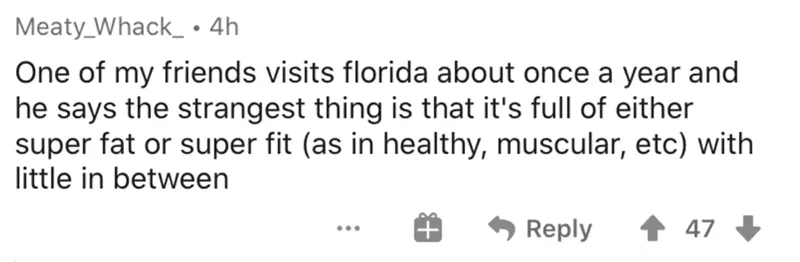 Meaty_Whack_ • 4h
One of my friends visits florida about once a year and
he says the strangest thing is that it's full of either
super fat or super fit (as in healthy, muscular, etc) with
little in between
... Reply 47